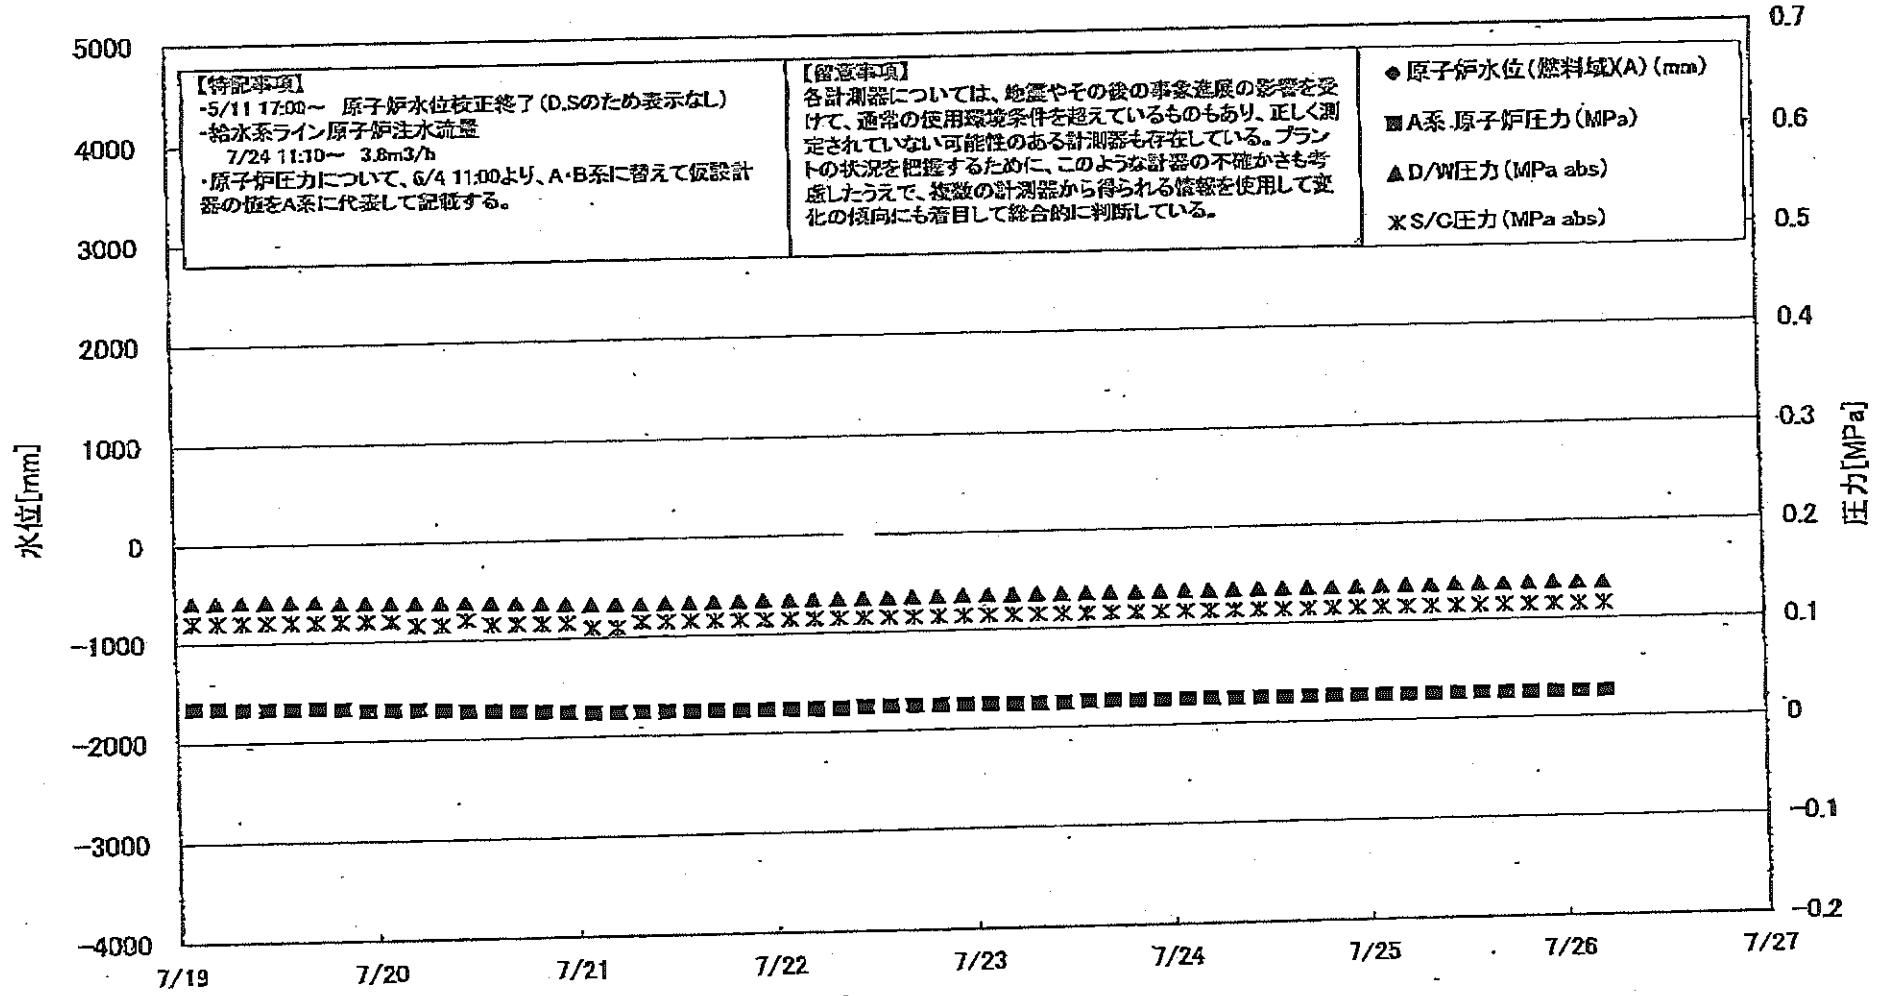 【特記事項】
-5/11 17:00～ 原子炉水位校正終了(D.Sのため表示なし)
-給水系ライン原子炉注水流量
7/24 11:10～ 3.8m3/h
・原子炉圧力について、6/4 11:00より、A・B系に替えて仮設計
器の値をA系に代表して記載する。
【留意事項】
各計測器については、地震やその後の事象進展の影響を受
けて、通常の使用環境条件を超えているものもあり、正しく測
定されていない可能性のある計測器も存在している。プラン
トの状況を把握するために、このような計器の不確かさも考
慮したうえで、複数の計測器から得られる情報を使用して変
化の傾向にも着目して総合的に判断している。
原子炉水位(燃料域)(A)(mm)
A系 原子炉圧力(MPa)
D/W圧力(MPa abs)
S/C圧力(MPa abs)
水位[mm]
5000
4000
3000
2000
1000
0
-1000
-2000
-3000
-4000
圧力[MPa]
0.7
0.6
0.5
0.4
0.3
0.2
0.1
0
-0.1
-0.2
7/19
7/20
7/21
7/22
7/23
7/24
7/25
7/26
7/27